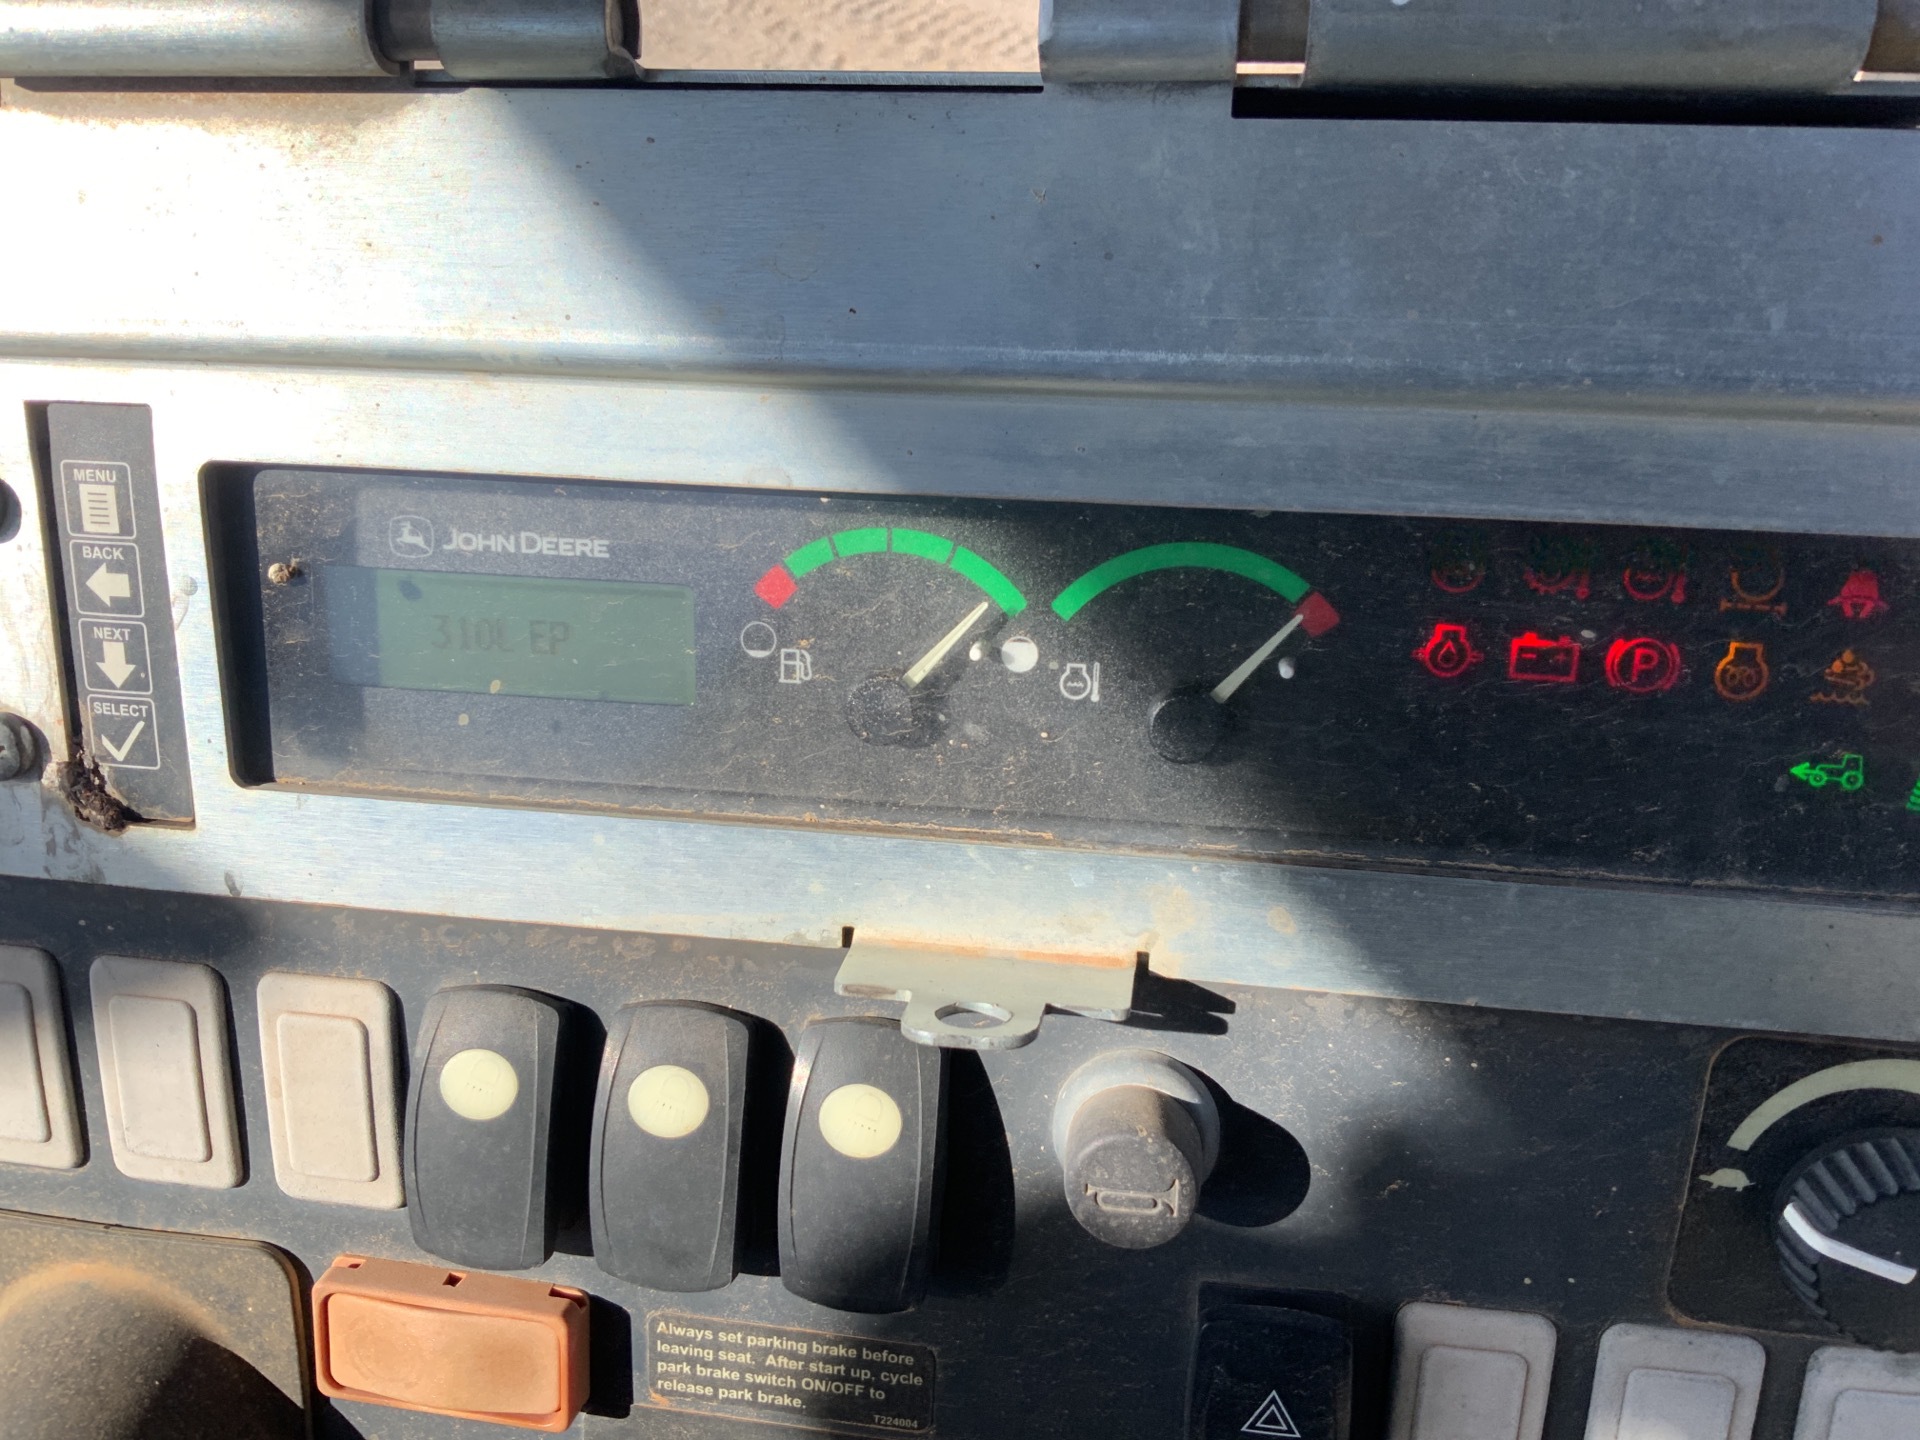 MENU
BACK
NEXT
SELECT
JOHN DEERE
310L EP
P
Always set parking brake before
leaving seat. After start up, cycle
park brake switch ON/OFF to
release park brake.
T224004